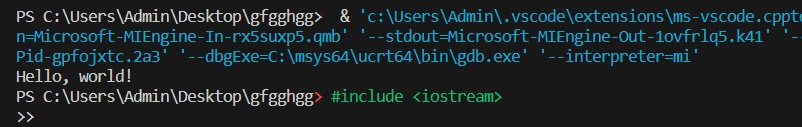 PS C:\Users\Admin\Desktop\gfgghgg>  & 'c:\Users\Admin\.vscode\extensions\ms-vscode.cppto
n=Microsoft-MIEngine-In-rx5suxp5.qmb' '--stdout=Microsoft-MIEngine-Out-1ovfrlq5.k41' '--
Pid-gpfojxtc.2a3' '--dbgExe=C:\msys64\ucrt64\bin\gdb.exe' '--interpreter=mi'
Hello, world!
PS C:\Users\Admin\Desktop\gfgghgg> #include <iostream>
>>